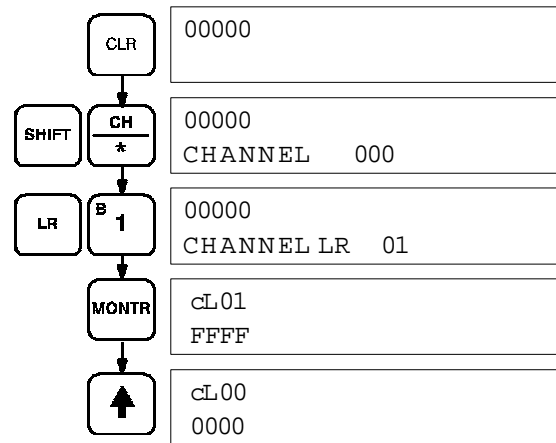 CLR
00000
SHIFT
CH
*
00000
CHANNEL 000
LR
B
1
00000
CHANNEL LR 01
MONTR
cL01
FFFF
cL00
0000